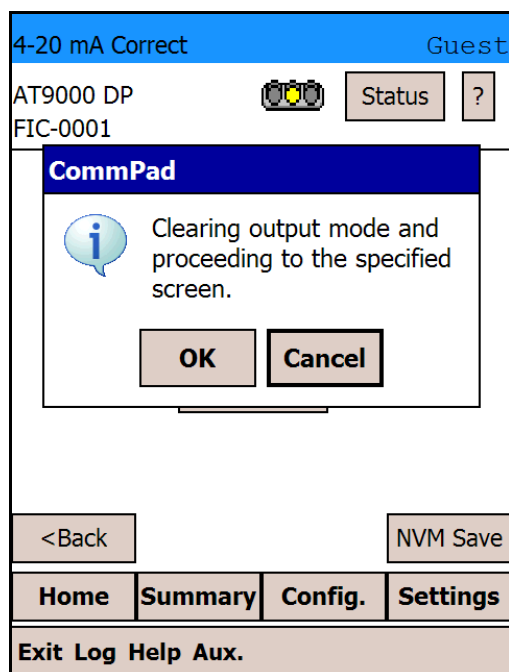 4-20 mA Correct Guest
AT9000 DP
FIC-0001
Status ?
CommPad
i
Clearing output mode and
proceeding to the specified
screen.
OK Cancel
<Back NVM Save
Home Summary Config. Settings
Exit Log Help Aux.